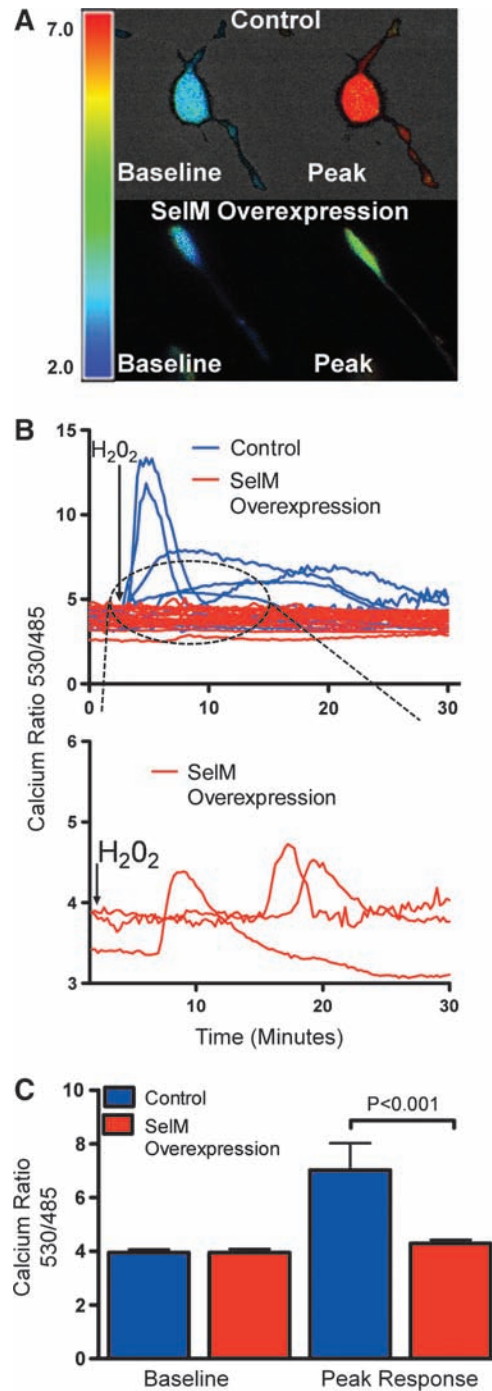 A
7.0
Control
Baseline
Peak
SelM Overexpression
2.0
Baseline
Peak
B
15
H2O2
Control
SelM
Overexpression
10
5
0
0
10
20
30
Calcium Ratio 530/485
6
SelM
Overexpression
5
H2O2
4
3
10
20
30
Time (Minutes)
C
10
Control
SelM
Overexpression
P<0.001
8
6
4
2
0
Calcium Ratio
530/485
Baseline
Peak Response